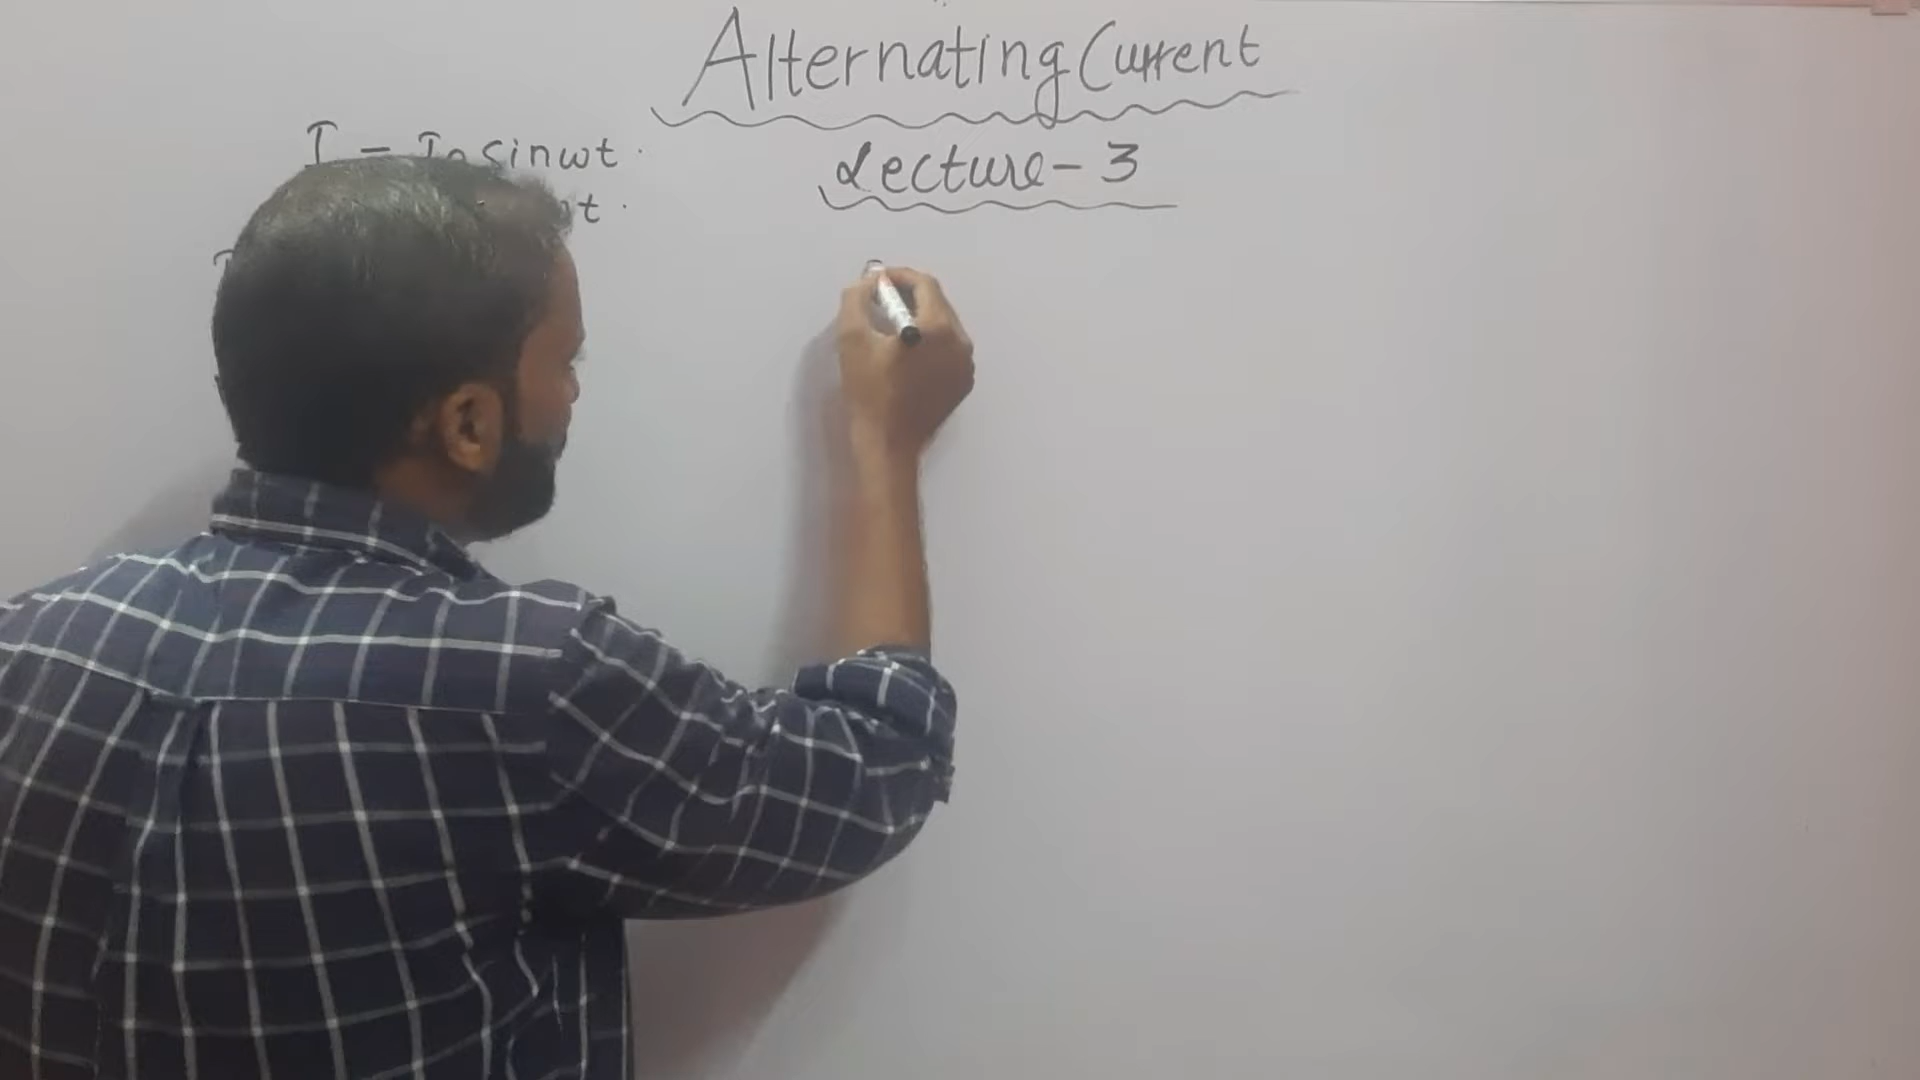 Alternating Current
Lecture-3
I = I₀ sinωt.
t.